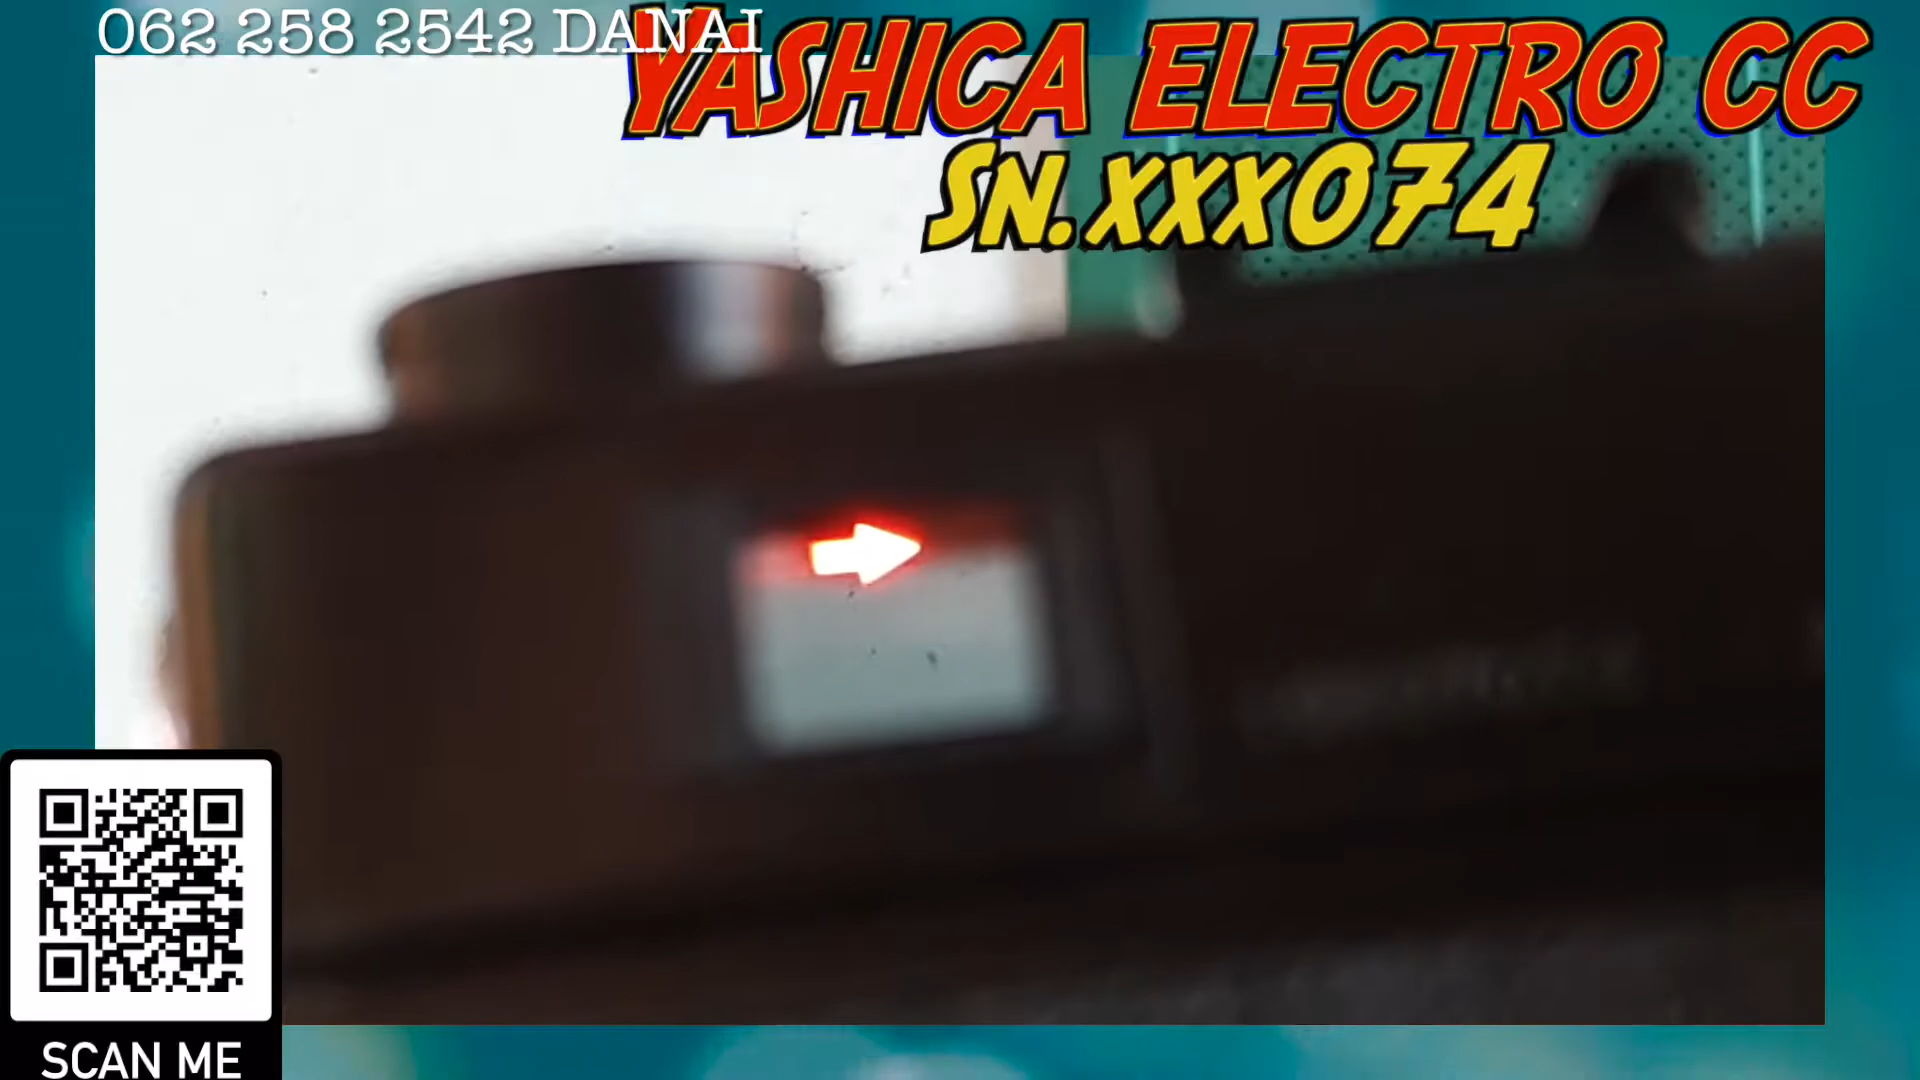 062 258 2542 DANAI
YASHICA ELECTRO CC
SN.XXX074
SCAN ME